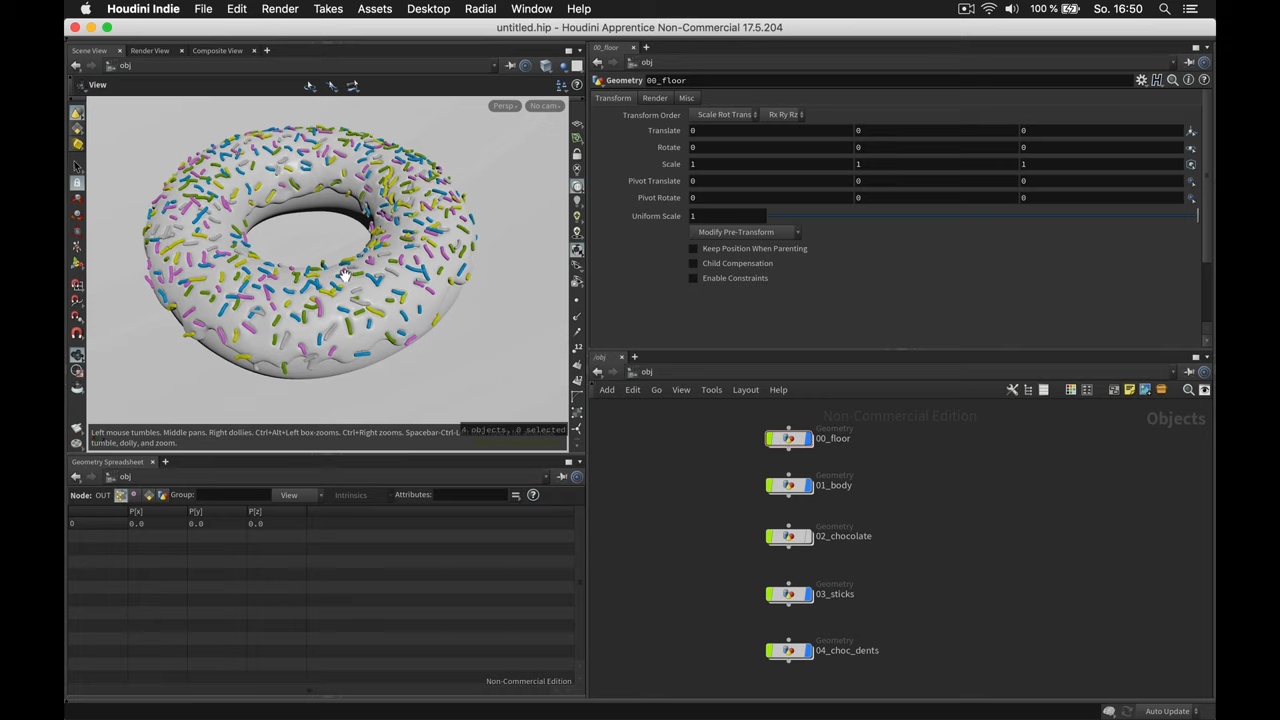 Houdini Indie File Edit Render Takes Assets Desktop Radial Window Help 100 % So. 16:50
untitled.hip - Houdini Apprentice Non-Commercial 17.5.204
Scene View Render View Composite View
obj
View
Persp No cam
Left mouse tumbles. Middle pans. Right dollies. Ctrl+Alt+Left box-zooms. Ctrl+Right zooms. Spacebar-Ctrl-L
tumble, dolly, and zoom.
4 objects, 0 selected
12
Geometry Spreadsheet
obj
Node: OUT Group: View Intrinsics Attributes:
P[x] P[y] P[z]
0 0.0 0.0 0.0
Non-Commercial Edition
00_floor
obj
Geometry 00_floor
Transform Render Misc
Transform Order Scale Rot Trans Rx Ry Rz
Translate 0 0 0
Rotate 0 0 0
Scale 1 1 1
Pivot Translate 0 0 0
Pivot Rotate 0 0 0
Uniform Scale 1
Modify Pre-Transform
Keep Position When Parenting
Child Compensation
Enable Constraints
/obj
obj
Add Edit Go View Tools Layout Help
Non-Commercial Edition
Objects
Geometry
00_floor
Geometry
01_body
Geometry
02_chocolate
Geometry
03_sticks
Geometry
04_choc_dents
Auto Update